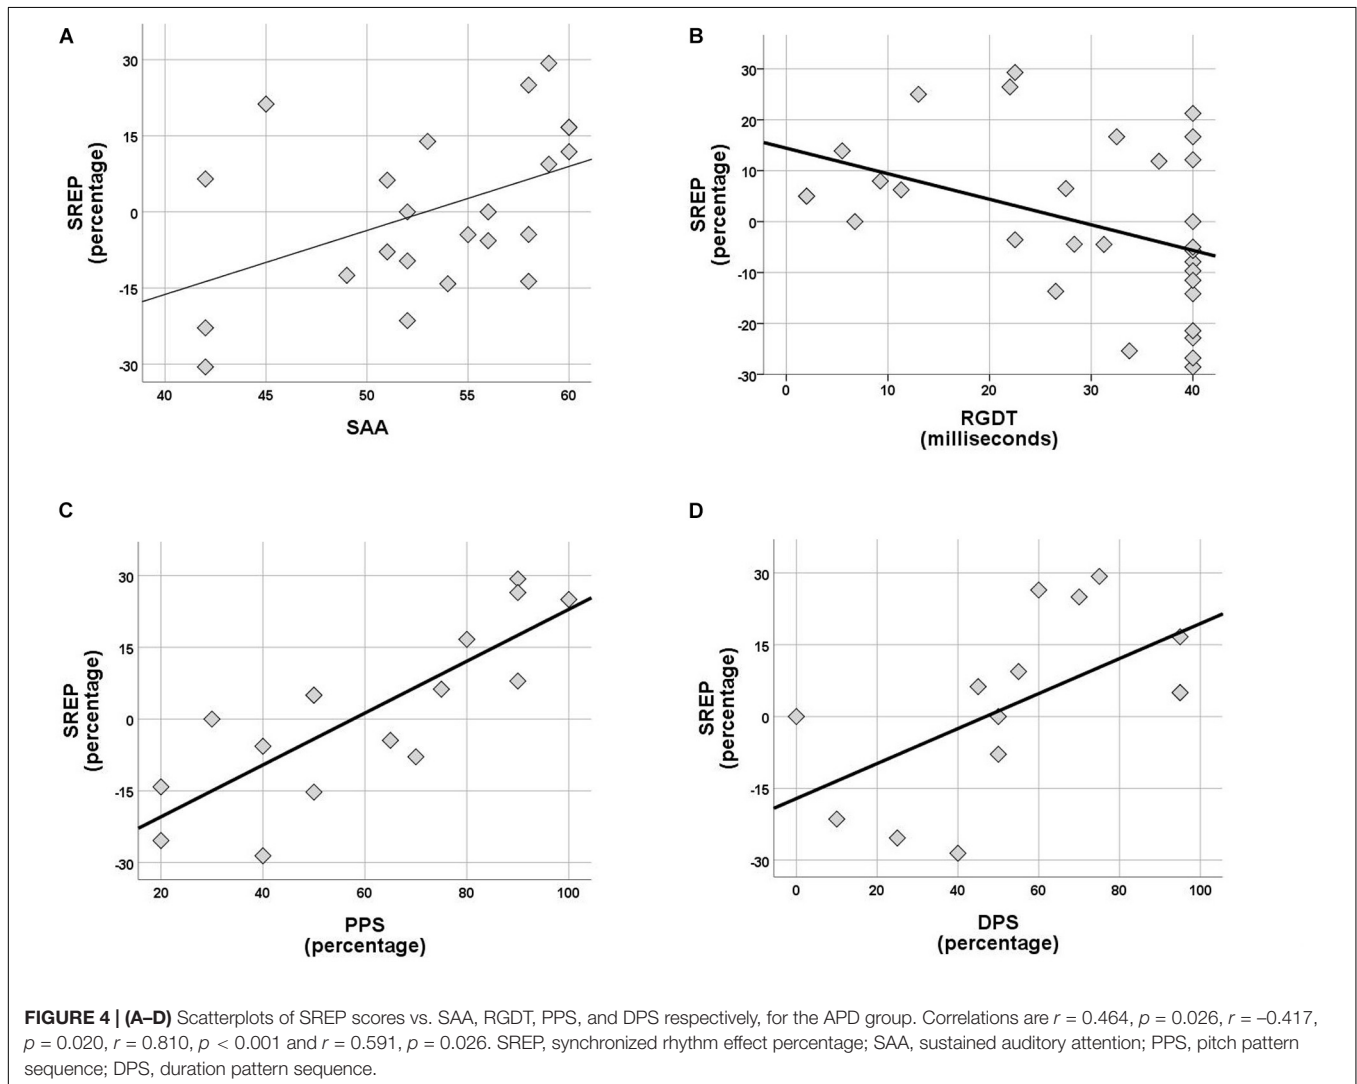 A
30
15
0
-15
-30
SREP
(percentage)
40 45 50 55 60
SAA
B
30
20
10
0
-10
-20
-30
SREP
(percentage)
0 10 20 30 40
RGDT
(milliseconds)
C
30
15
0
-15
-30
SREP
(percentage)
20 40 60 80 100
PPS
(percentage)
D
30
15
0
-15
-30
SREP
(percentage)
0 20 40 60 80 100
DPS
(percentage)
FIGURE 4 | (A–D) Scatterplots of SREP scores vs. SAA, RGDT, PPS, and DPS respectively, for the APD group. Correlations are r = 0.464, p = 0.026, r = –0.417,
p = 0.020, r = 0.810, p < 0.001 and r = 0.591, p = 0.026. SREP, synchronized rhythm effect percentage; SAA, sustained auditory attention; PPS, pitch pattern
sequence; DPS, duration pattern sequence.